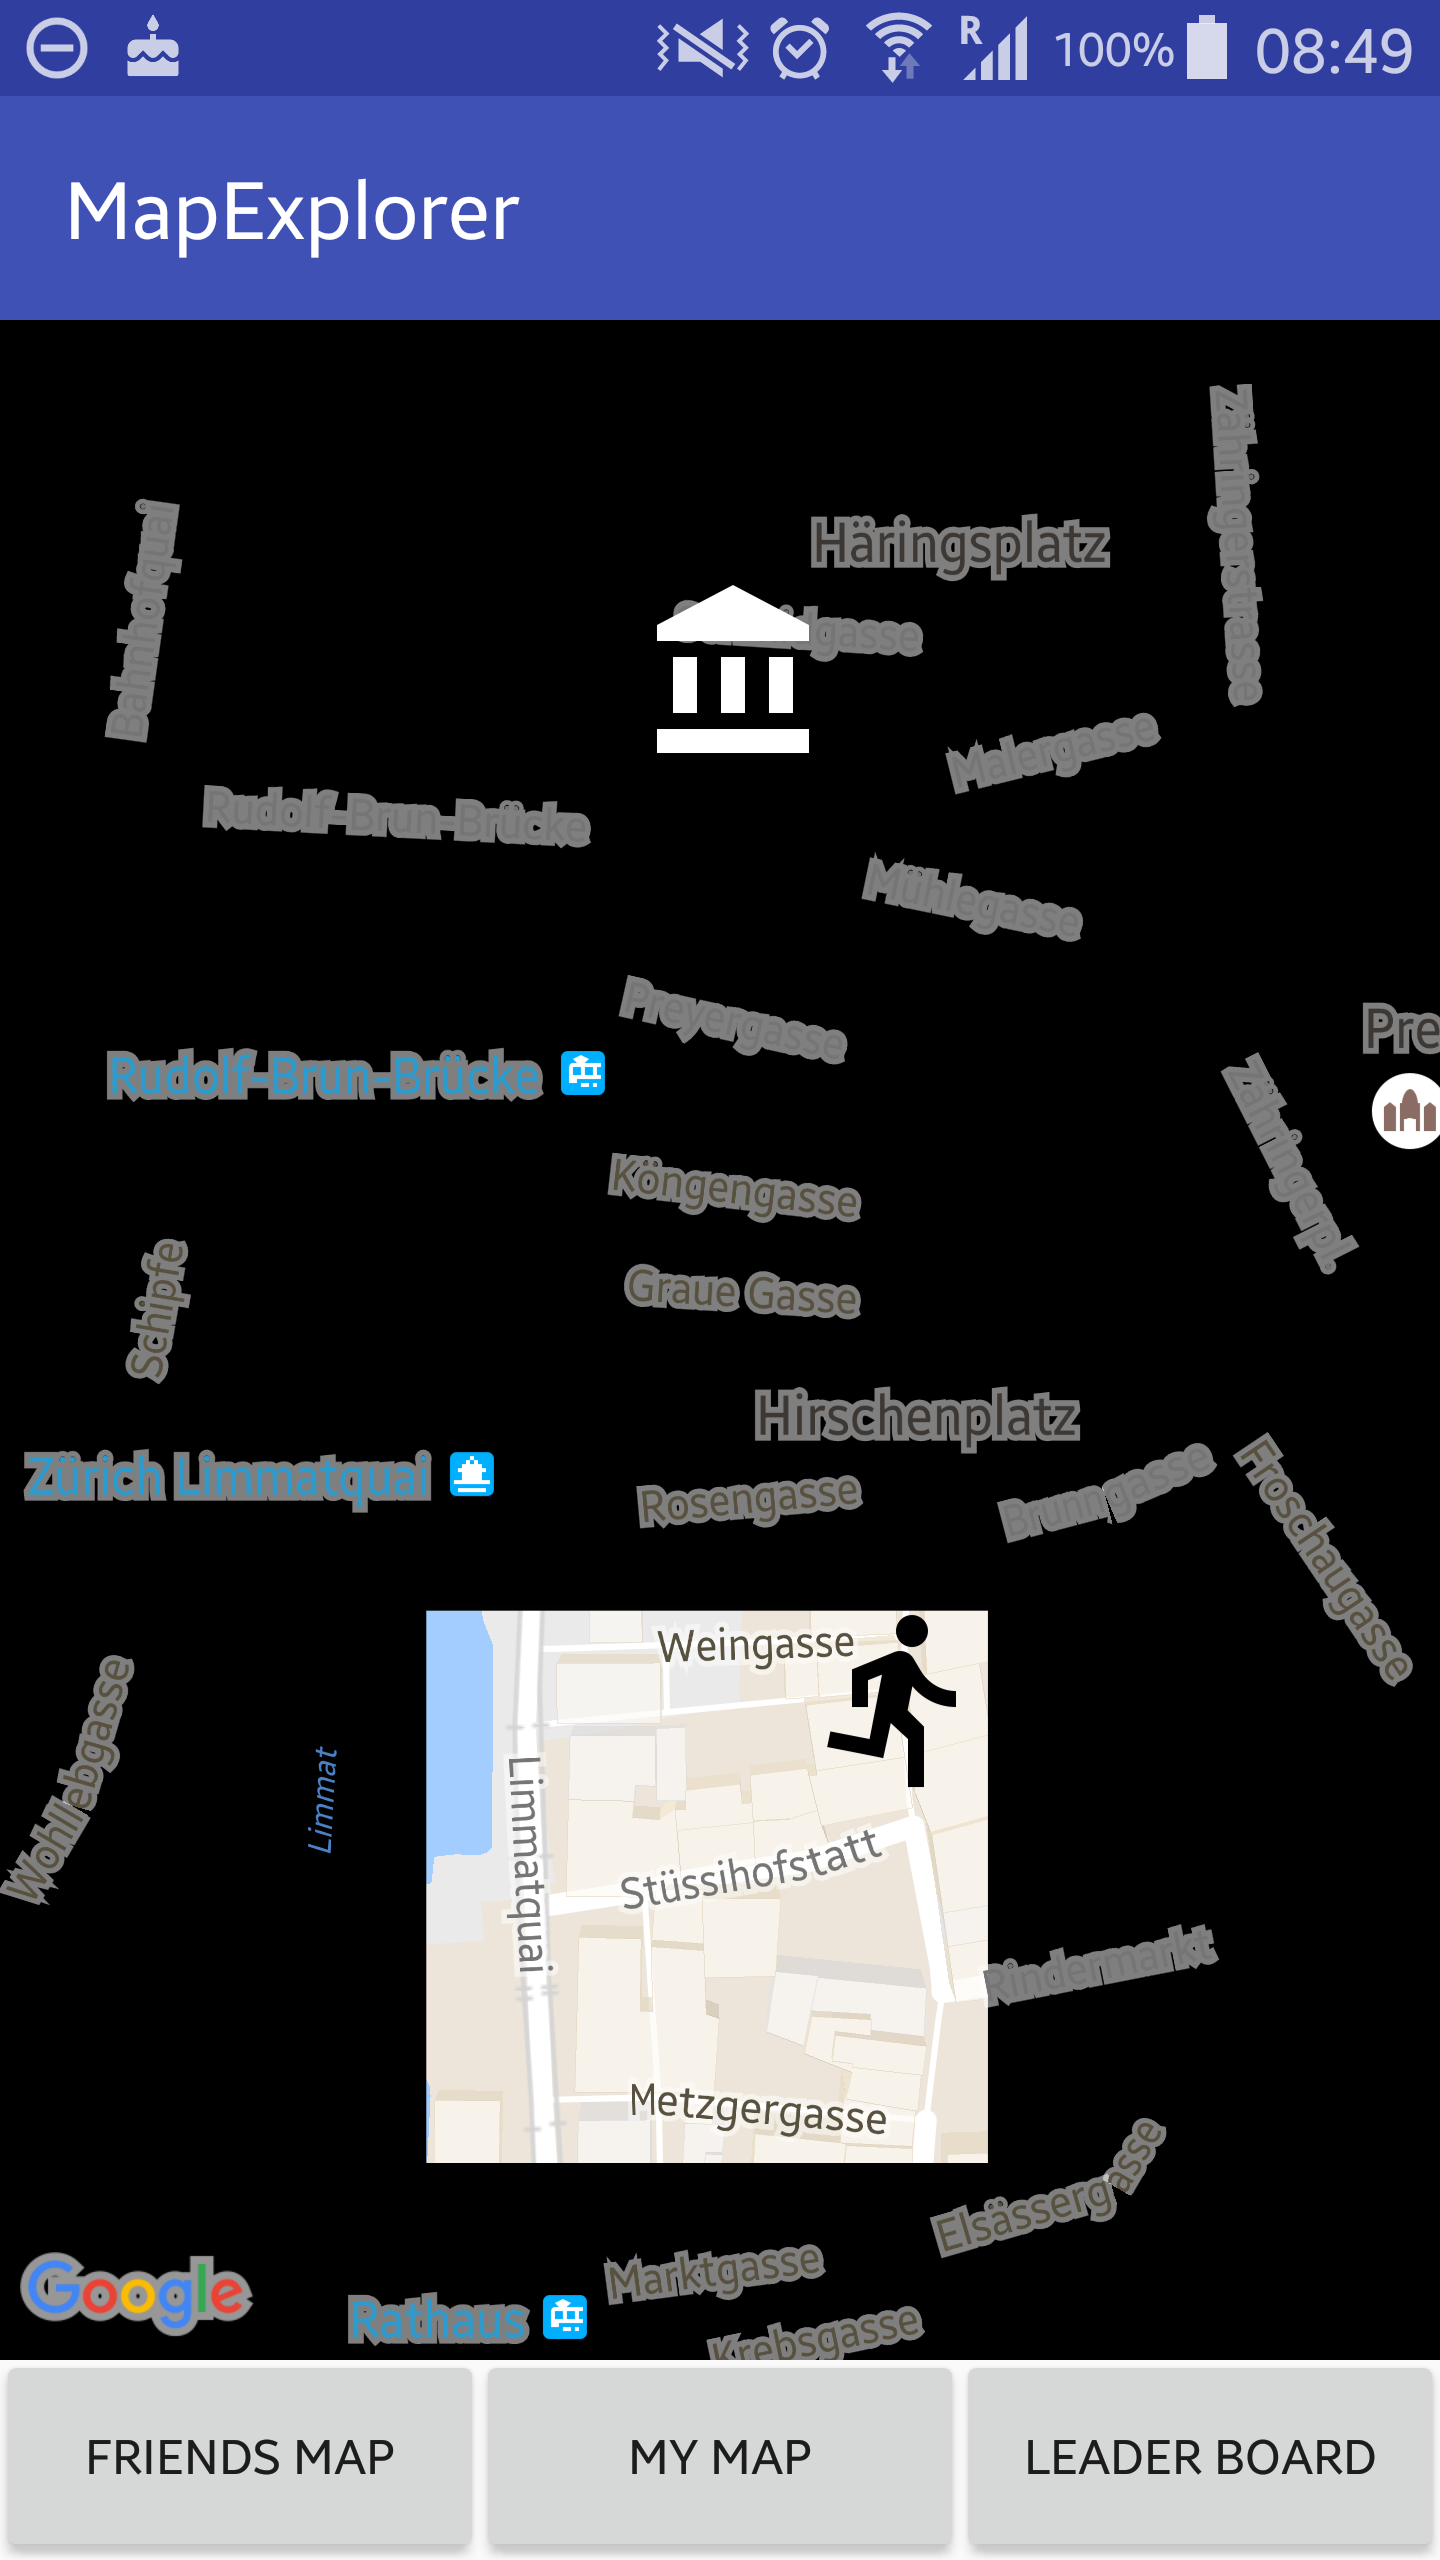 R 100% 08:49
MapExplorer
Zähringerstrasse
Bahnhofquai
Häringsplatz
Malergasse
Rudolf-Brun-Brücke
Mühlegasse
Preyergasse
Pre
Rudolf-Brun-Brücke
Zähringerpl.
Köngengasse
Schipfe
Graue Gasse
Hirschenplatz
Zürich Limmatquai
Rosengasse
Brunngasse
Froschaugasse
Weingasse
Wohllebgasse
Limmat
Limmatquai
Stüssihofstatt
Rindermarkt
Metzgergasse
Elsässergasse
Google
Marktgasse
Rathaus
Krebsgasse
FRIENDS MAP
MY MAP
LEADER BOARD